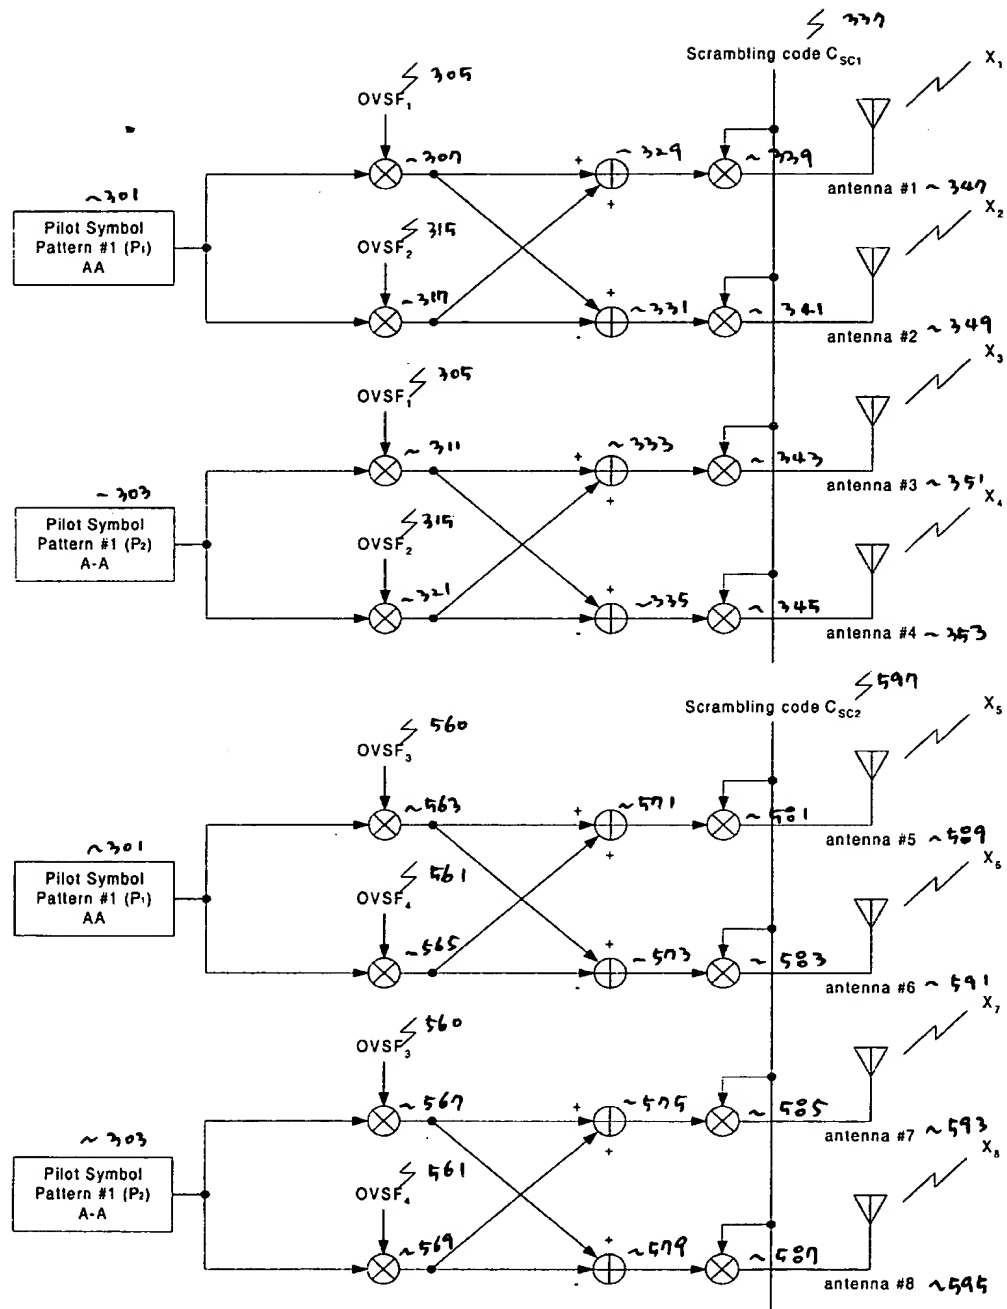 337
Scrambling code CSC1
X1
305
OVSF1
~307
+
~329
+
~339
antenna #1 ~347
~301
Pilot Symbol
Pattern #1 (P1)
AA
315
OVSF2
X2
~317
+
~331
-
~341
antenna #2 ~349
305
OVSF1
X3
~311
+
~333
+
~343
antenna #3 ~351
~303
Pilot Symbol
Pattern #1 (P2)
A-A
315
OVSF2
X4
~321
+
~335
-
~345
antenna #4 ~353
597
Scrambling code CSC2
X5
560
OVSF3
~563
+
~571
+
~581
antenna #5 ~589
~301
Pilot Symbol
Pattern #1 (P1)
AA
561
OVSF4
X6
~565
+
~573
-
~583
antenna #6 ~591
560
OVSF3
X7
~567
+
~575
+
~585
antenna #7 ~593
~303
Pilot Symbol
Pattern #1 (P2)
A-A
561
OVSF4
X8
~569
+
~579
-
~587
antenna #8 ~595